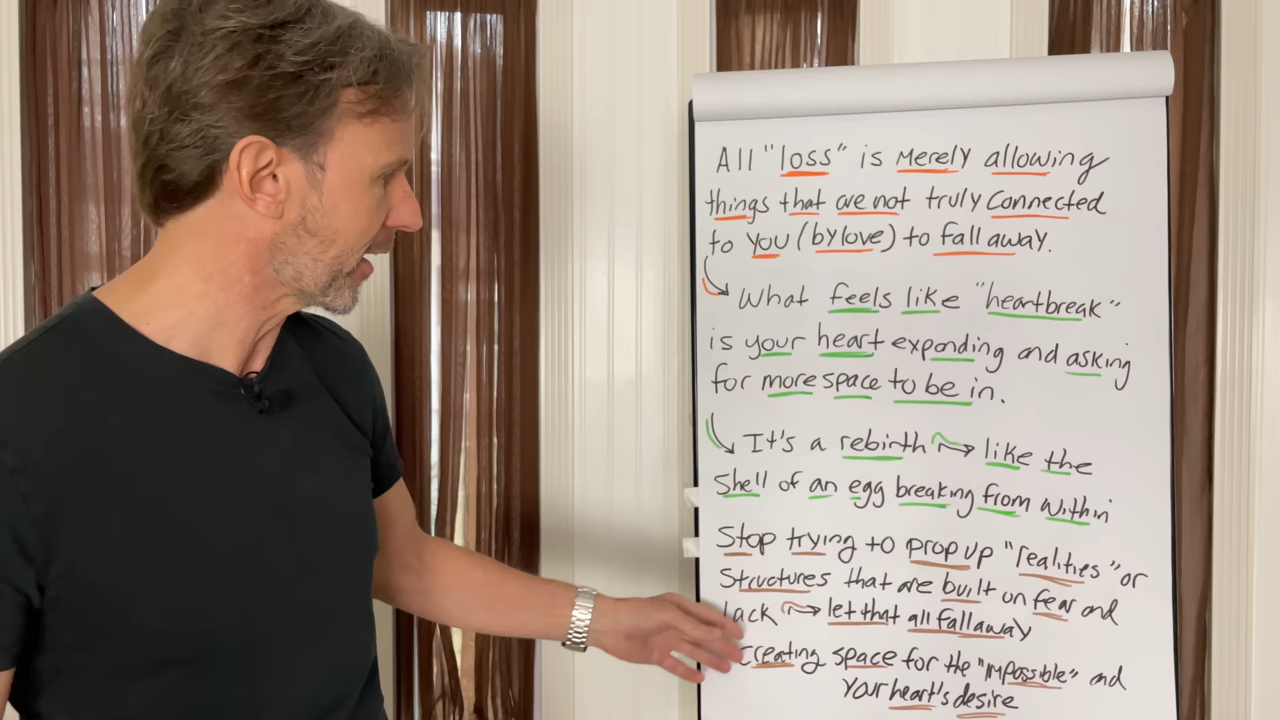 All "loss" is merely allowing
things that are not truly connected
to you (by love) to fall away.
What feels like "heartbreak"
is your heart expanding and asking
for more space to be in.
It's a rebirth → like the
shell of an egg breaking from within
Stop trying to prop up "realities" or
structures that are built on fear and
lack → let that all fall away
creating space for the "impossible" and
your heart's desire